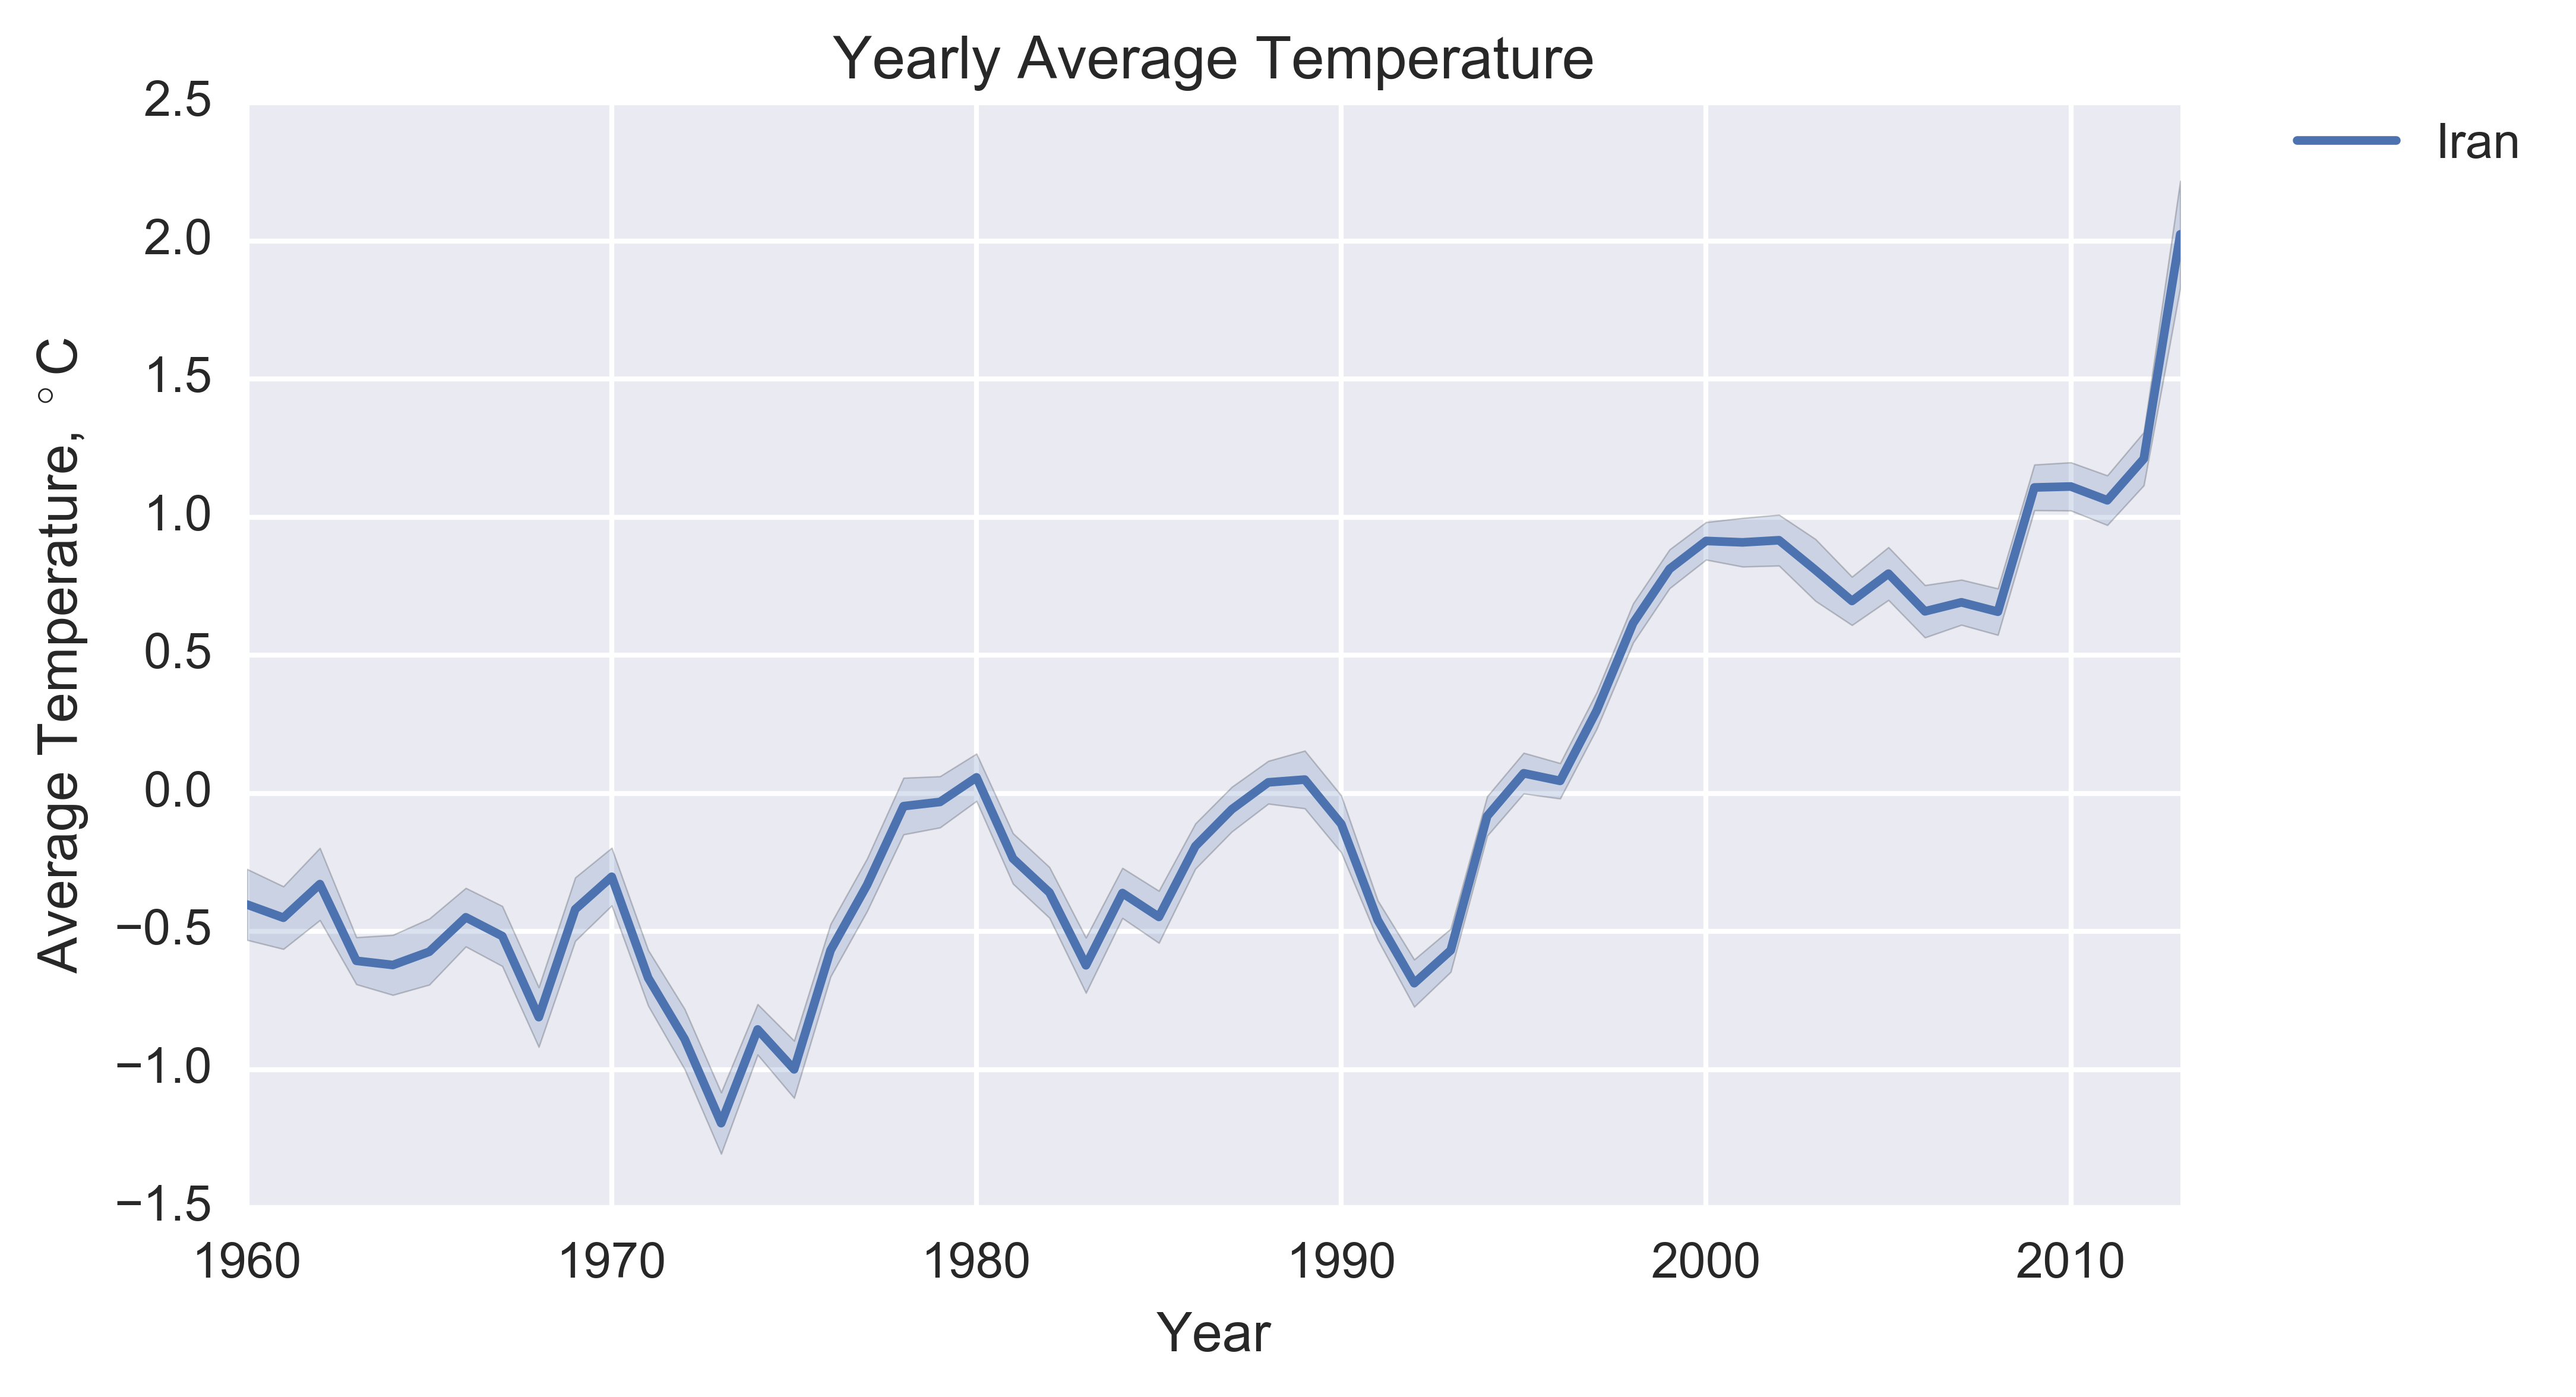 Yearly Average Temperature
Iran
Average Temperature, °C
2.5
2.0
1.5
1.0
0.5
0.0
−0.5
−1.0
−1.5
1960 1970 1980 1990 2000 2010
Year